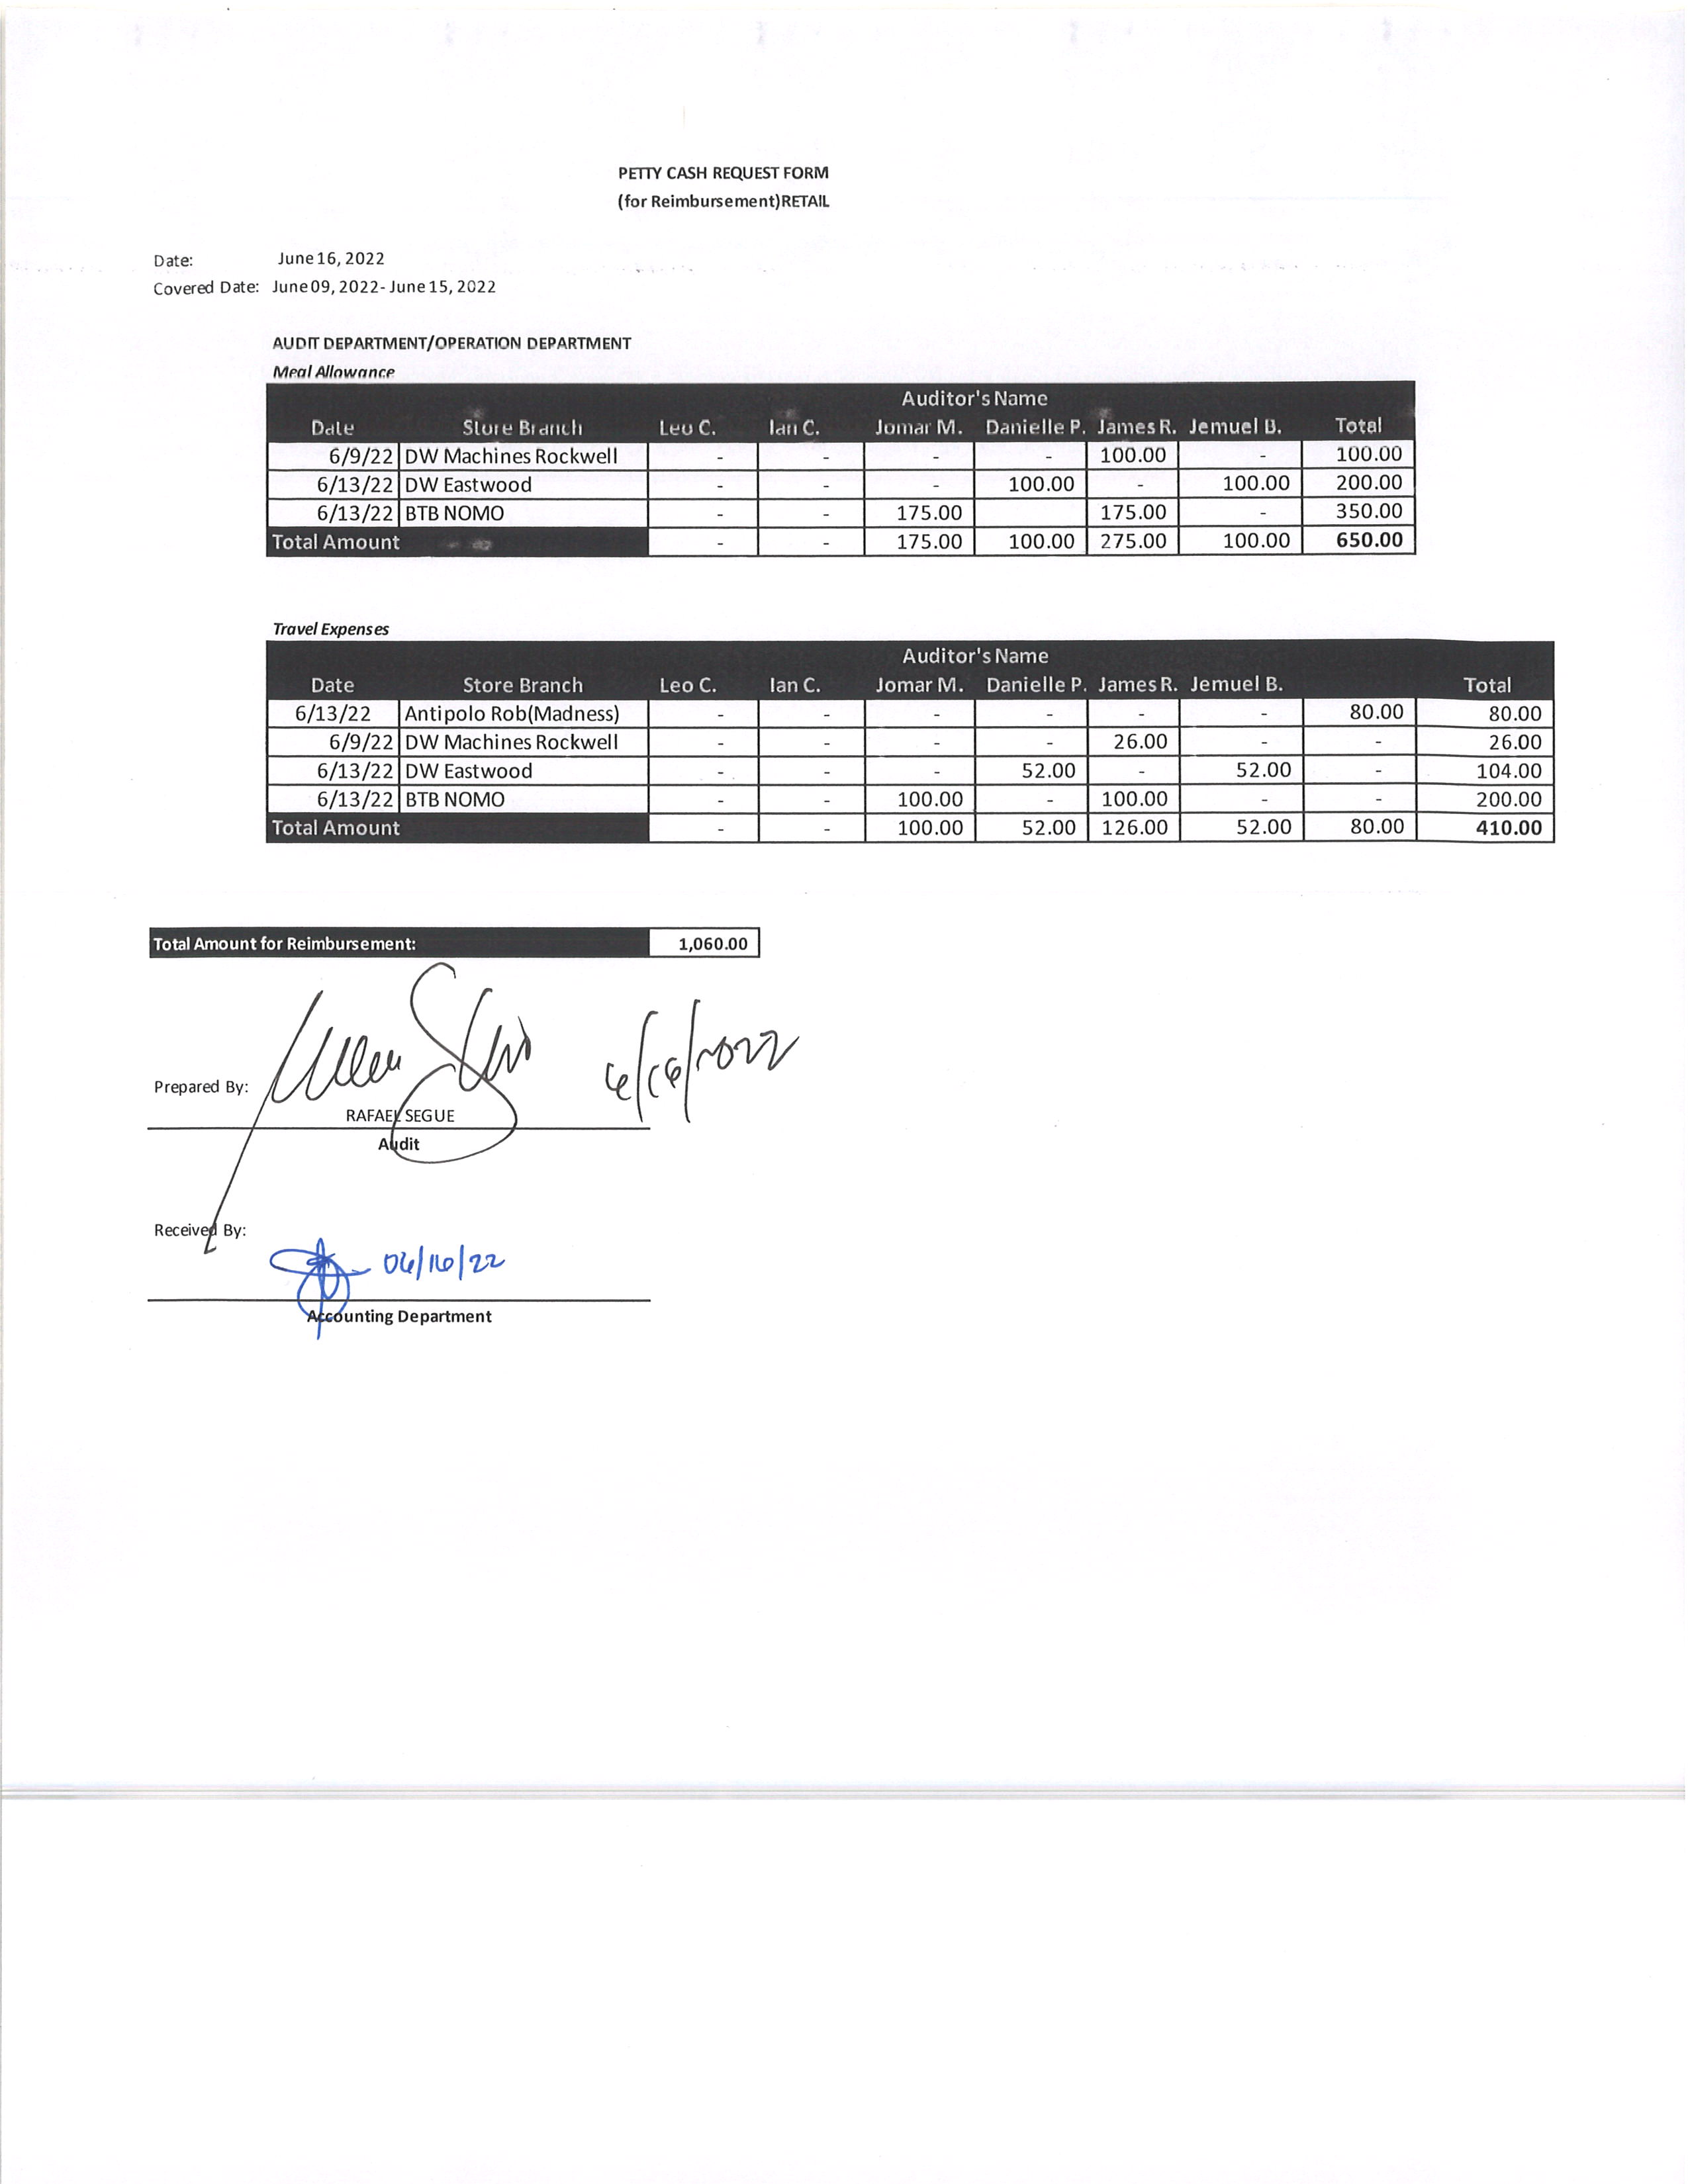 PETTY CASH REQUEST FORM
(for Reimbursement)RETAIL
Date: June 16, 2022
Covered Date: June 09, 2022- June 15, 2022
AUDIT DEPARTMENT/OPERATION DEPARTMENT
Meal Allowance
Auditor's Name
Date Store Branch Leo C. Ian C. Jomar M. Danielle P. James R. Jemuel B. Total
6/9/22 DW Machines Rockwell - - - - 100.00 - 100.00
6/13/22 DW Eastwood - - - 100.00 - 100.00 200.00
6/13/22 BTB NOMO - - 175.00 175.00 - 350.00
Total Amount - - 175.00 100.00 275.00 100.00 650.00
Travel Expenses
Auditor's Name
Date Store Branch Leo C. Ian C. Jomar M. Danielle P. James R. Jemuel B. Total
6/13/22 Antipolo Rob(Madness) - - - - - - 80.00 80.00
6/9/22 DW Machines Rockwell - - - - 26.00 - - 26.00
6/13/22 DW Eastwood - - - 52.00 - 52.00 - 104.00
6/13/22 BTB NOMO - - 100.00 - 100.00 - - 200.00
Total Amount - - 100.00 52.00 126.00 52.00 80.00 410.00
Total Amount for Reimbursement: 1,060.00
6/16/2022
Prepared By:
RAFAEL SEGUE
Audit
Received By:
06/16/22
Accounting Department